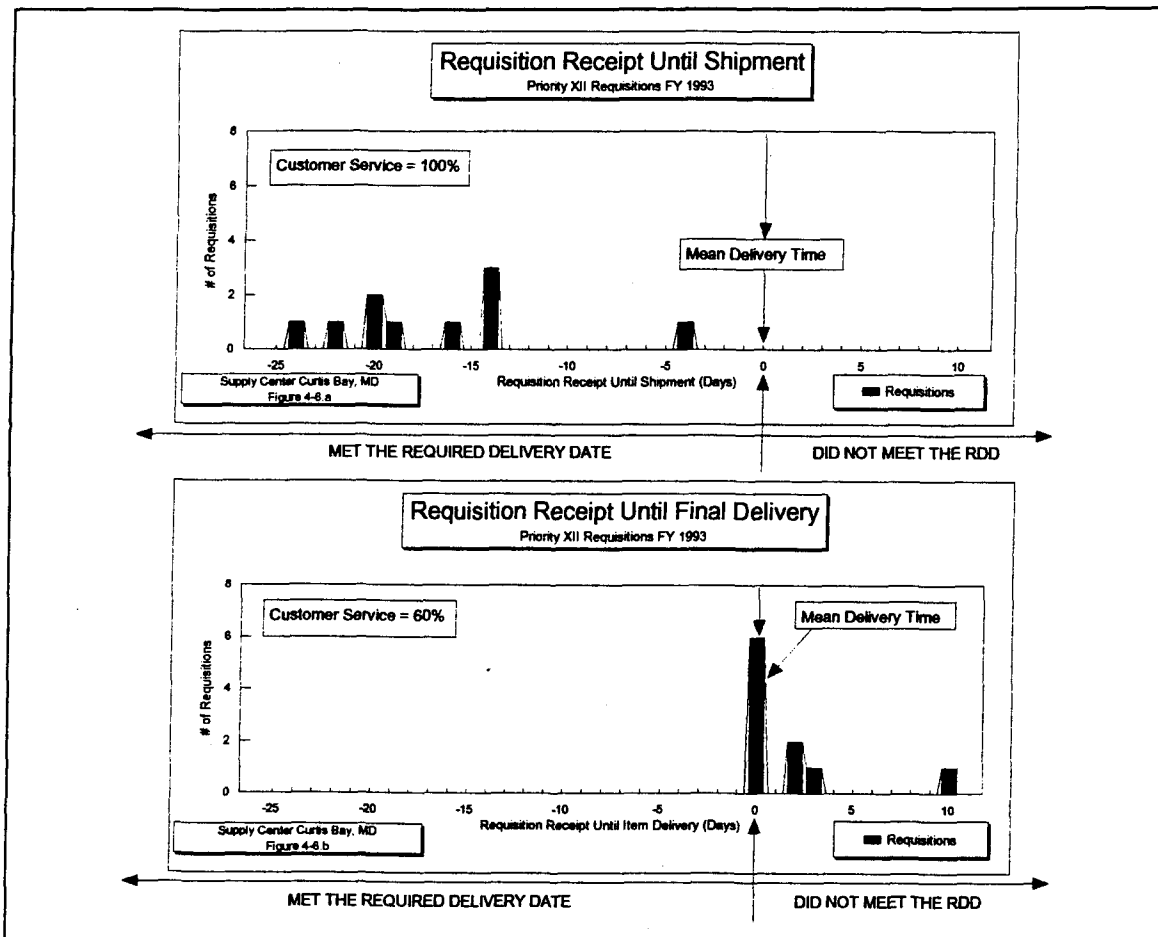 Requisition Receipt Until Shipment
Priority XII Requisitions FY 1993
Customer Service = 100%
Mean Delivery Time
# of Requisitions
8
6
4
2
0
-25 -20 -15 -10 -5 0 5 10
Requisition Receipt Until Shipment (Days)
Supply Center Curtis Bay, MD
Figure 4-6.a
Requisitions
MET THE REQUIRED DELIVERY DATE
DID NOT MEET THE RDD
Requisition Receipt Until Final Delivery
Priority XII Requisitions FY 1993
Customer Service = 60%
Mean Delivery Time
# of Requisitions
8
6
4
2
0
-25 -20 -15 -10 -5 0 5 10
Requisition Receipt Until Item Delivery (Days)
Supply Center Curtis Bay, MD
Figure 4-6.b
Requisitions
MET THE REQUIRED DELIVERY DATE
DID NOT MEET THE RDD